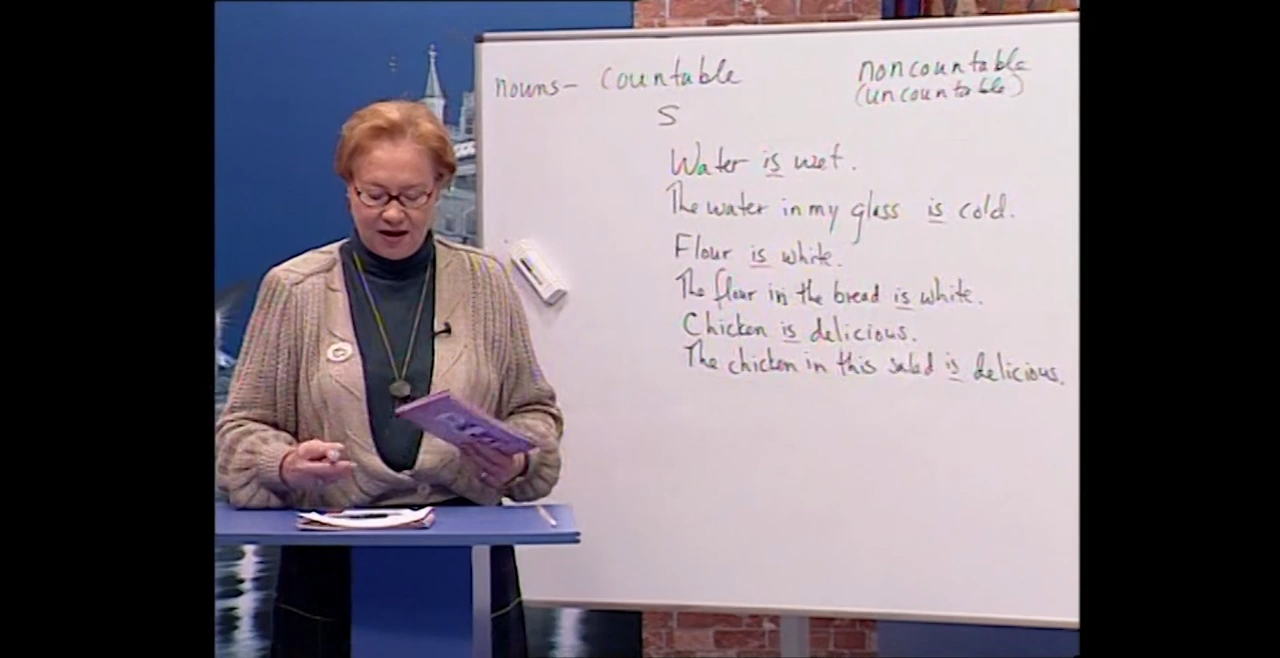 nouns- countable noncountable
(uncountable)
S
Water is wet.
The water in my glass is cold.
Flour is white.
The flour in the bread is white.
Chicken is delicious.
The chicken in this salad is delicious.